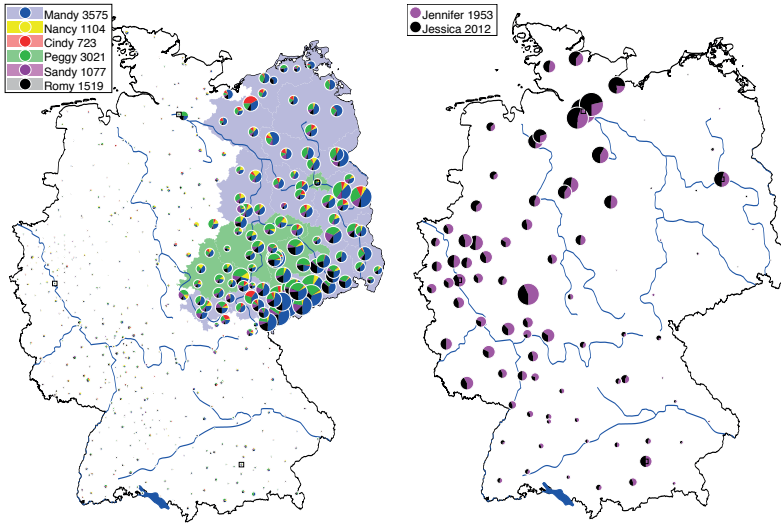 Mandy 3575
Nancy 1104
Cindy 723
Peggy 3021
Sandy 1077
Romy 1519
Jennifer 1953
Jessica 2012